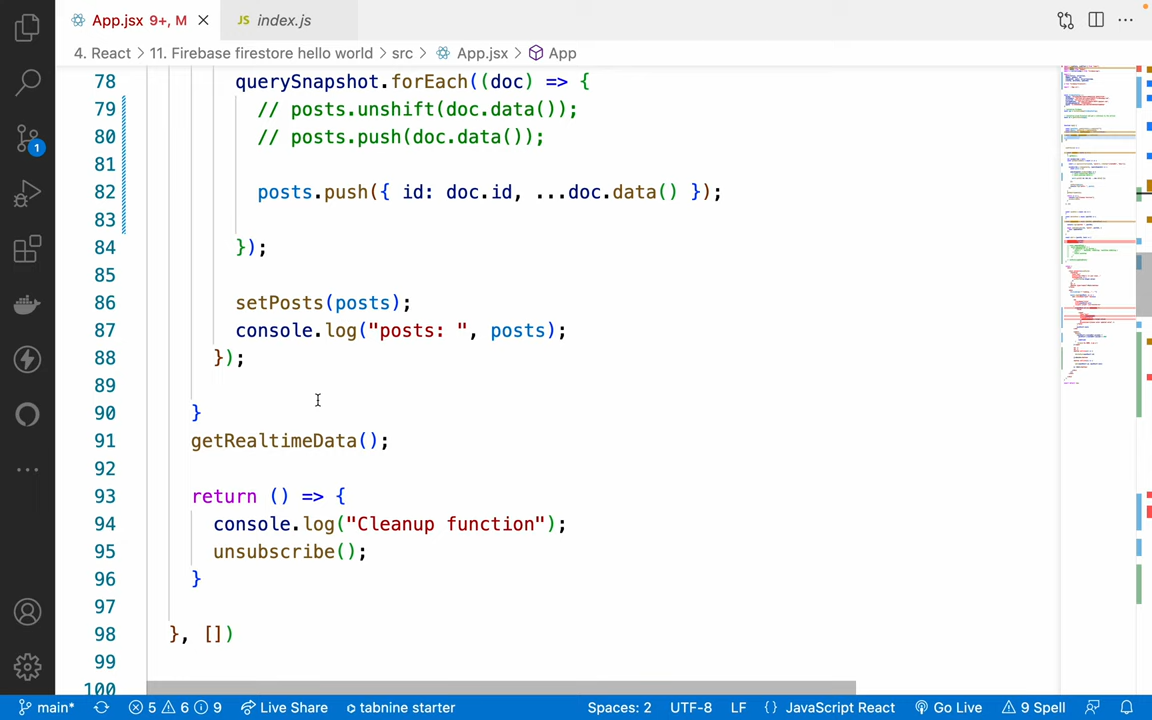 App.jsx 9+, M
JS index.js
4. React > 11. Firebase firestore hello world > src > App.jsx > App
78 querySnapshot.forEach((doc) => {
79 // posts.unshift(doc.data());
80 // posts.push(doc.data());
81
82 posts.push({ id: doc.id, ...doc.data() });
83
84 });
85
86 setPosts(posts);
87 console.log("posts: ", posts);
88 });
89
90 }
91 getRealtimeData();
92
93 return () => {
94 console.log("Cleanup function");
95 unsubscribe();
96 }
97
98 }, [])
99
100
1
main* 5 6 9 Live Share tabnine starter Spaces: 2 UTF-8 LF {} JavaScript React Go Live 9 Spell